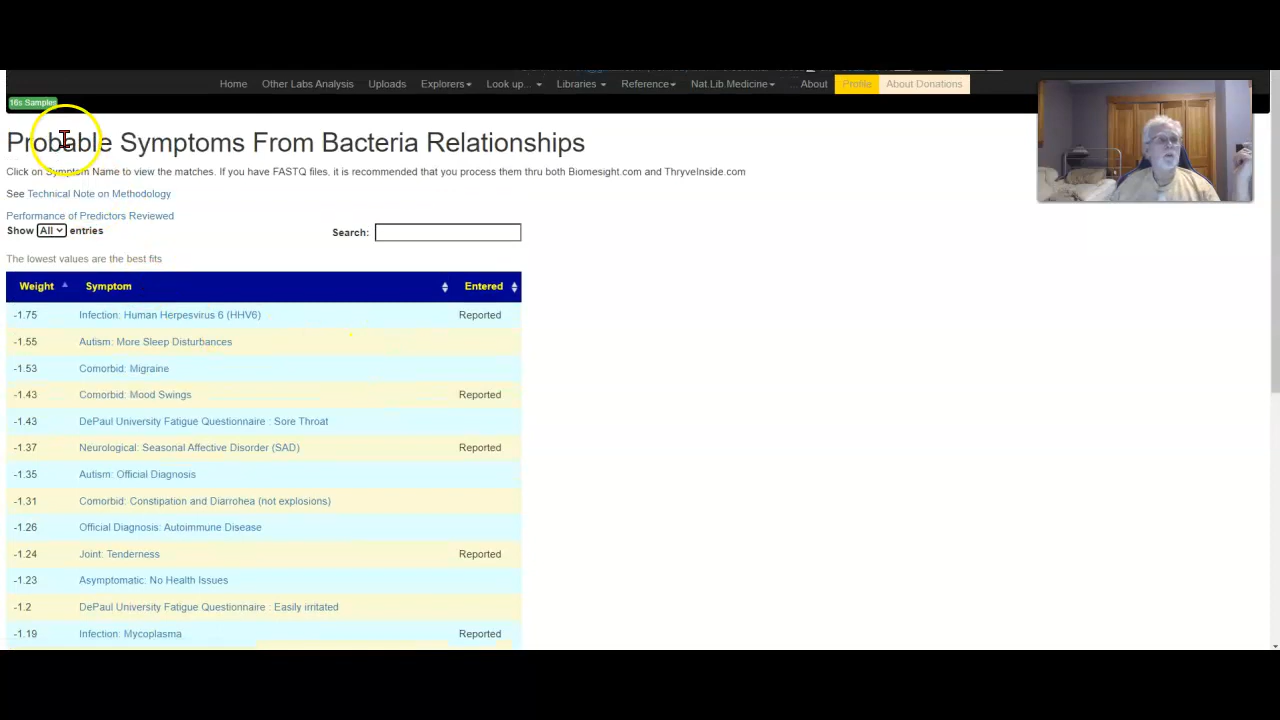 Home Other Labs Analysis Uploads Explorers Look up... Libraries Reference Nat.Lib.Medicine ... About Profile About Donations
16s Samples
Probable Symptoms From Bacteria Relationships
Click on Symptom Name to view the matches. If you have FASTQ files, it is recommended that you process them thru both Biomesight.com and ThryveInside.com
See Technical Note on Methodology
Performance of Predictors Reviewed
Show All entries Search:
The lowest values are the best fits
Weight Symptom Entered
-1.75 Infection: Human Herpesvirus 6 (HHV6) Reported
-1.55 Autism: More Sleep Disturbances
-1.53 Comorbid: Migraine
-1.43 Comorbid: Mood Swings Reported
-1.43 DePaul University Fatigue Questionnaire : Sore Throat
-1.37 Neurological: Seasonal Affective Disorder (SAD) Reported
-1.35 Autism: Official Diagnosis
-1.31 Comorbid: Constipation and Diarrohea (not explosions)
-1.26 Official Diagnosis: Autoimmune Disease
-1.24 Joint: Tenderness Reported
-1.23 Asymptomatic: No Health Issues
-1.2 DePaul University Fatigue Questionnaire : Easily irritated
-1.19 Infection: Mycoplasma Reported